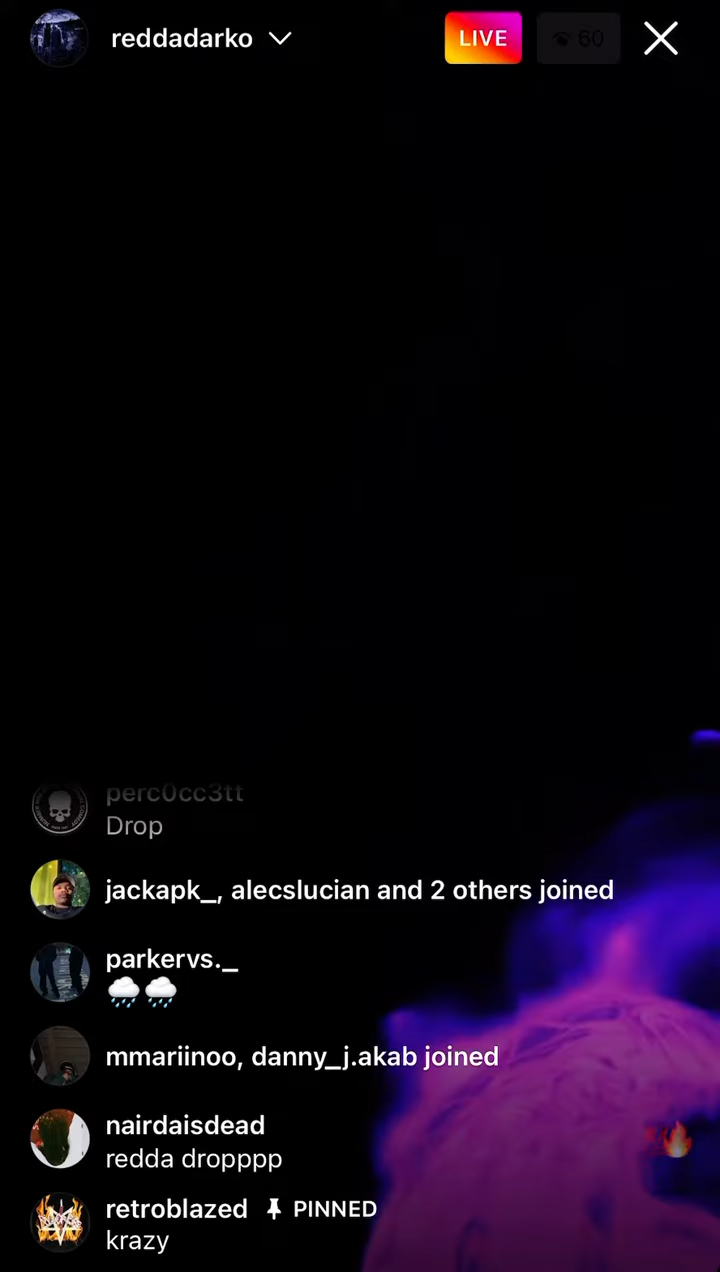 reddadarko
LIVE
60
perc0cc3tt
Drop
jackapk_, alecslucian and 2 others joined
parkervs._
🌧️🌧️
mmariinoo, danny_j.akab joined
nairdaisdead
redda dropppp
retroblazed PINNED
krazy